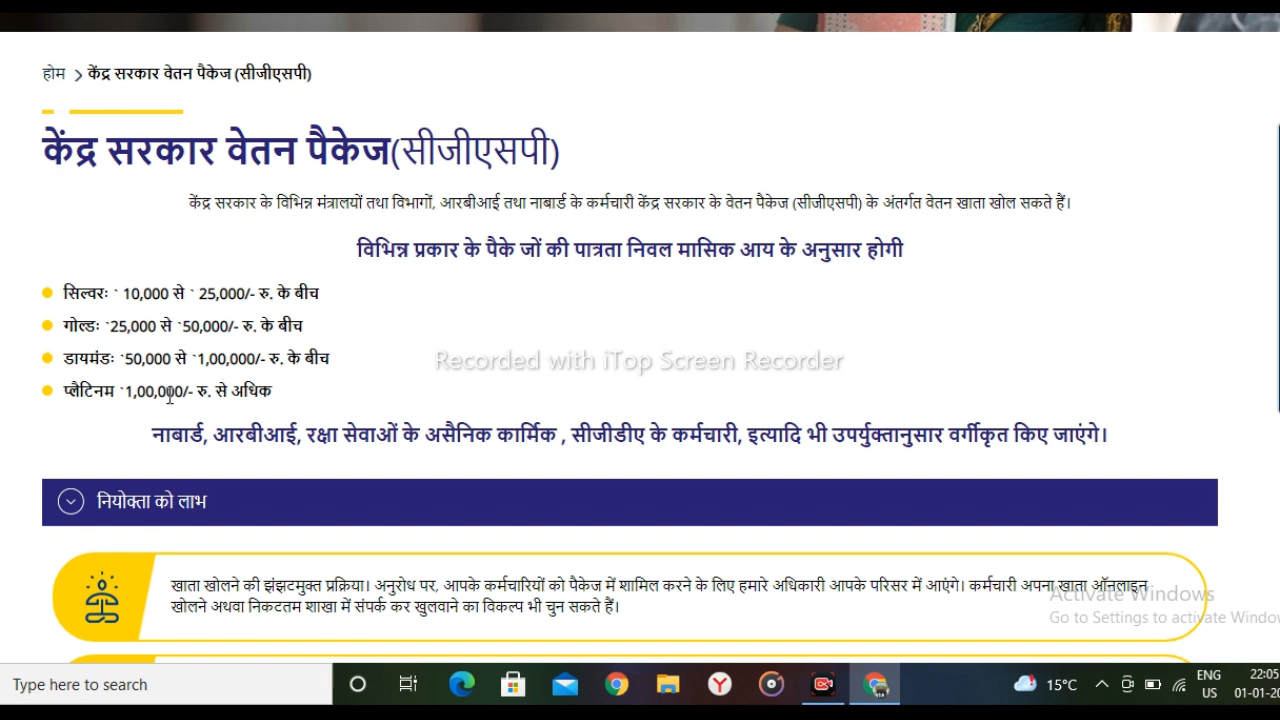 होम > केंद्र सरकार वेतन पैकेज (सीजीएसपी)
केंद्र सरकार वेतन पैकेज(सीजीएसपी)
केंद्र सरकार के विभिन्न मंत्रालयों तथा विभागों, आरबीआई तथा नाबार्ड के कर्मचारी केंद्र सरकार के वेतन पैकेज (सीजीएसपी) के अंतर्गत वेतन खाता खोल सकते हैं।
विभिन्न प्रकार के पैके जों की पात्रता निवल मासिक आय के अनुसार होगी
सिल्वरः ` 10,000 से ` 25,000/- रु. के बीच
गोल्डः `25,000 से `50,000/- रु. के बीच
डायमंडः `50,000 से `1,00,000/- रु. के बीच
Recorded with iTop Screen Recorder
प्लैटिनम `1,00,000/- रु. से अधिक
नाबार्ड, आरबीआई, रक्षा सेवाओं के असैनिक कार्मिक , सीजीडीए के कर्मचारी, इत्यादि भी उपर्युक्तानुसार वर्गीकृत किए जाएंगे।
नियोक्ता को लाभ
खाता खोलने की झंझटमुक्त प्रक्रिया। अनुरोध पर, आपके कर्मचारियों को पैकेज में शामिल करने के लिए हमारे अधिकारी आपके परिसर में आएंगे। कर्मचारी अपना खाता ऑनलाइन
खोलने अथवा निकटतम शाखा में संपर्क कर खुलवाने का विकल्प भी चुन सकते हैं।
Activate Windows
Go to Settings to activate Windo
Type here to search
15°C
ENG
US
22:05
01-01-20